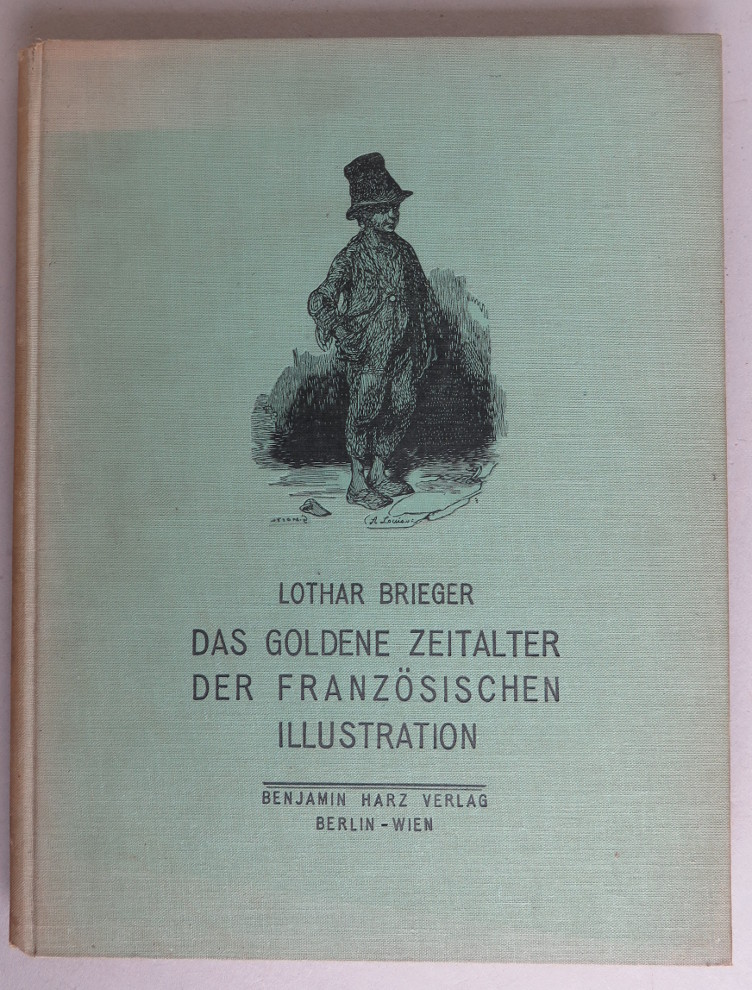 LOTHAR BRIEGER
DAS GOLDENE ZEITALTER
DER FRANZÖSISCHEN
ILLUSTRATION
BENJAMIN HARZ VERLAG
BERLIN - WIEN